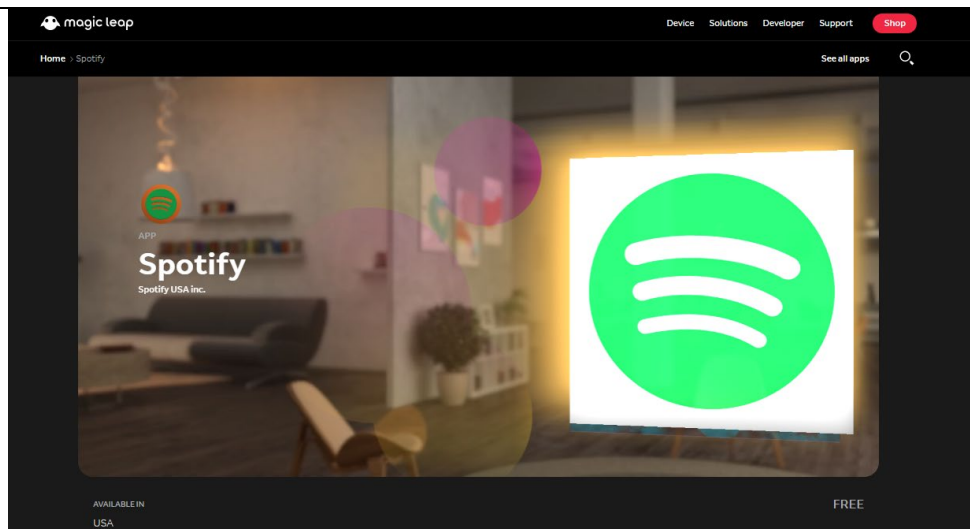 magic leap
Device Solutions Developer Support Shop
Home > Spotify
See all apps
APP
Spotify
Spotify USA inc.
AVAILABLE IN
FREE
USA